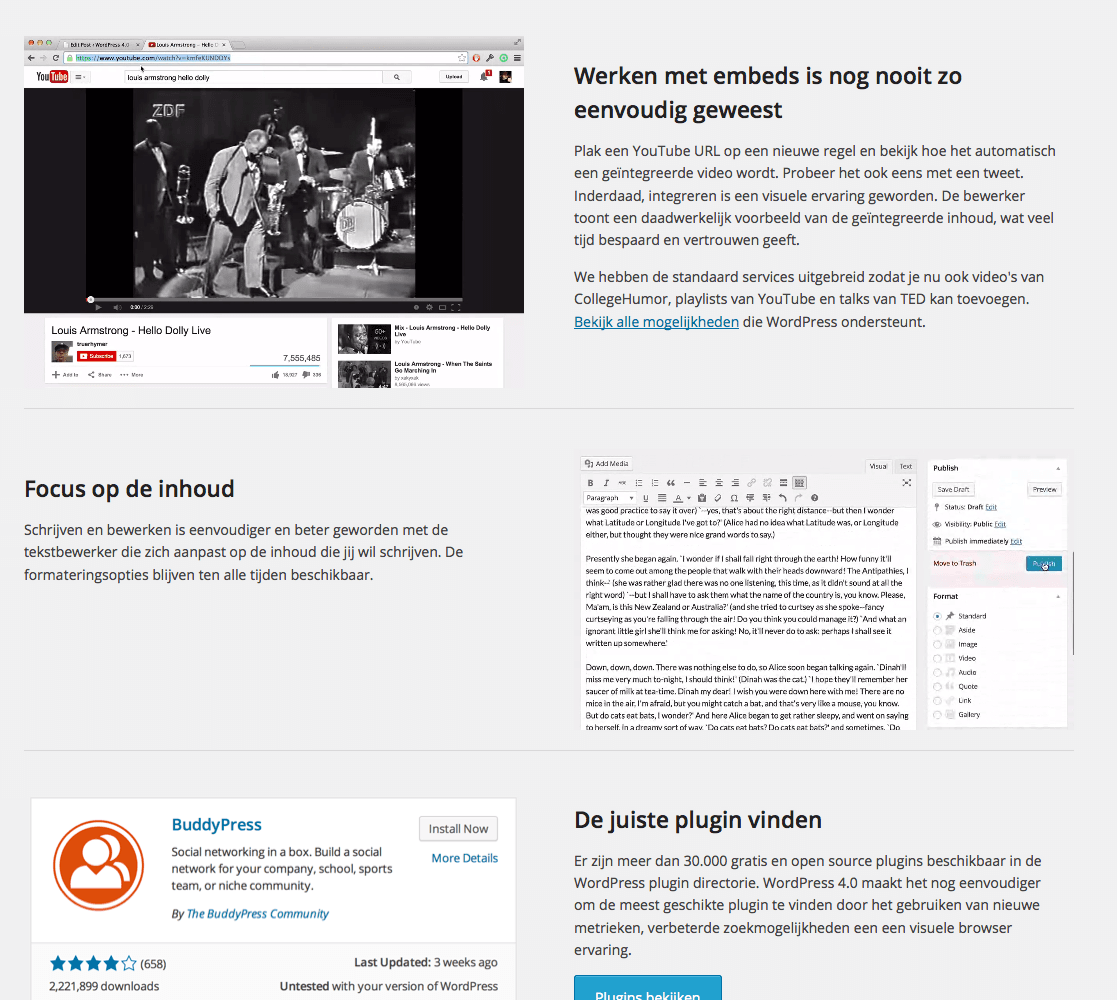 Edit Post ‹ WordPress 4.0
Louis Armstrong - Hello D
https://www.youtube.com/watch?v=kmfeKUNDDYs
YouTube
louis armstrong hello dolly
Upload
ZDF
0:00 / 2:26
Louis Armstrong - Hello Dolly Live
truerhymer
Subscribe 1,673
7,555,485
Add to Share More
18,927 336
Mix - Louis Armstrong - Hello Dolly Live
by YouTube
Louis Armstrong - When The Saints Go Marching In
Werken met embeds is nog nooit zo
eenvoudig geweest
Plak een YouTube URL op een nieuwe regel en bekijk hoe het automatisch
een geïntegreerde video wordt. Probeer het ook eens met een tweet.
Inderdaad, integreren is een visuele ervaring geworden. De bewerker
toont een daadwerkelijk voorbeeld van de geïntegreerde inhoud, wat veel
tijd bespaard en vertrouwen geeft.
We hebben de standaard services uitgebreid zodat je nu ook video's van
CollegeHumor, playlists van YouTube en talks van TED kan toevoegen.
Bekijk alle mogelijkheden die WordPress ondersteunt.
Focus op de inhoud
Schrijven en bewerken is eenvoudiger en beter geworden met de
tekstbewerker die zich aanpast op de inhoud die jij wil schrijven. De
formateringsopties blijven ten alle tijden beschikbaar.
Add Media
Visual Text
Paragraph
was good practice to say it over) `--yes, that's about the right distance--but then I wonder
what Latitude or Longitude I've got to?' (Alice had no idea what Latitude was, or Longitude
either, but thought they were nice grand words to say.)
Presently she began again. `I wonder if I shall fall right through the earth! How funny it'll
seem to come out among the people that walk with their heads downward! The Antipathies, I
think--' (she was rather glad there was no one listening, this time, as it didn't sound at all the
right word) `--but I shall have to ask them what the name of the country is, you know. Please,
Ma'am, is this New Zealand or Australia?' (and she tried to curtsey as she spoke--fancy
curtseying as you're falling through the air! Do you think you could manage it?) `And what an
ignorant little girl she'll think me for asking! No, it'll never do to ask: perhaps I shall see it
written up somewhere.'
Down, down, down. There was nothing else to do, so Alice soon began talking again. `Dinah'll
miss me very much to-night, I should think!' (Dinah was the cat.) `I hope they'll remember her
saucer of milk at tea-time. Dinah my dear! I wish you were down here with me! There are no
mice in the air, I'm afraid, but you might catch a bat, and that's very like a mouse, you know.
But do cats eat bats, I wonder?' And here Alice began to get rather sleepy, and went on saying
to herself, in a dreamy sort of way, `Do cats eat bats? Do cats eat bats?' and sometimes, `Do
Publish
Save Draft Preview
Status: Draft Edit
Visibility: Public Edit
Publish immediately Edit
Move to Trash Publish
Format
Standard
Aside
Image
Video
Audio
Quote
Link
Gallery
BuddyPress
Install Now
More Details
Social networking in a box. Build a social
network for your company, school, sports
team, or niche community.
By The BuddyPress Community
(658)
2,221,899 downloads
Last Updated: 3 weeks ago
Untested with your version of WordPress
De juiste plugin vinden
Er zijn meer dan 30.000 gratis en open source plugins beschikbaar in de
WordPress plugin directorie. WordPress 4.0 maakt het nog eenvoudiger
om de meest geschikte plugin te vinden door het gebruiken van nieuwe
metrieken, verbeterde zoekmogelijkheden een een visuele browser
ervaring.
Plugins bekijken